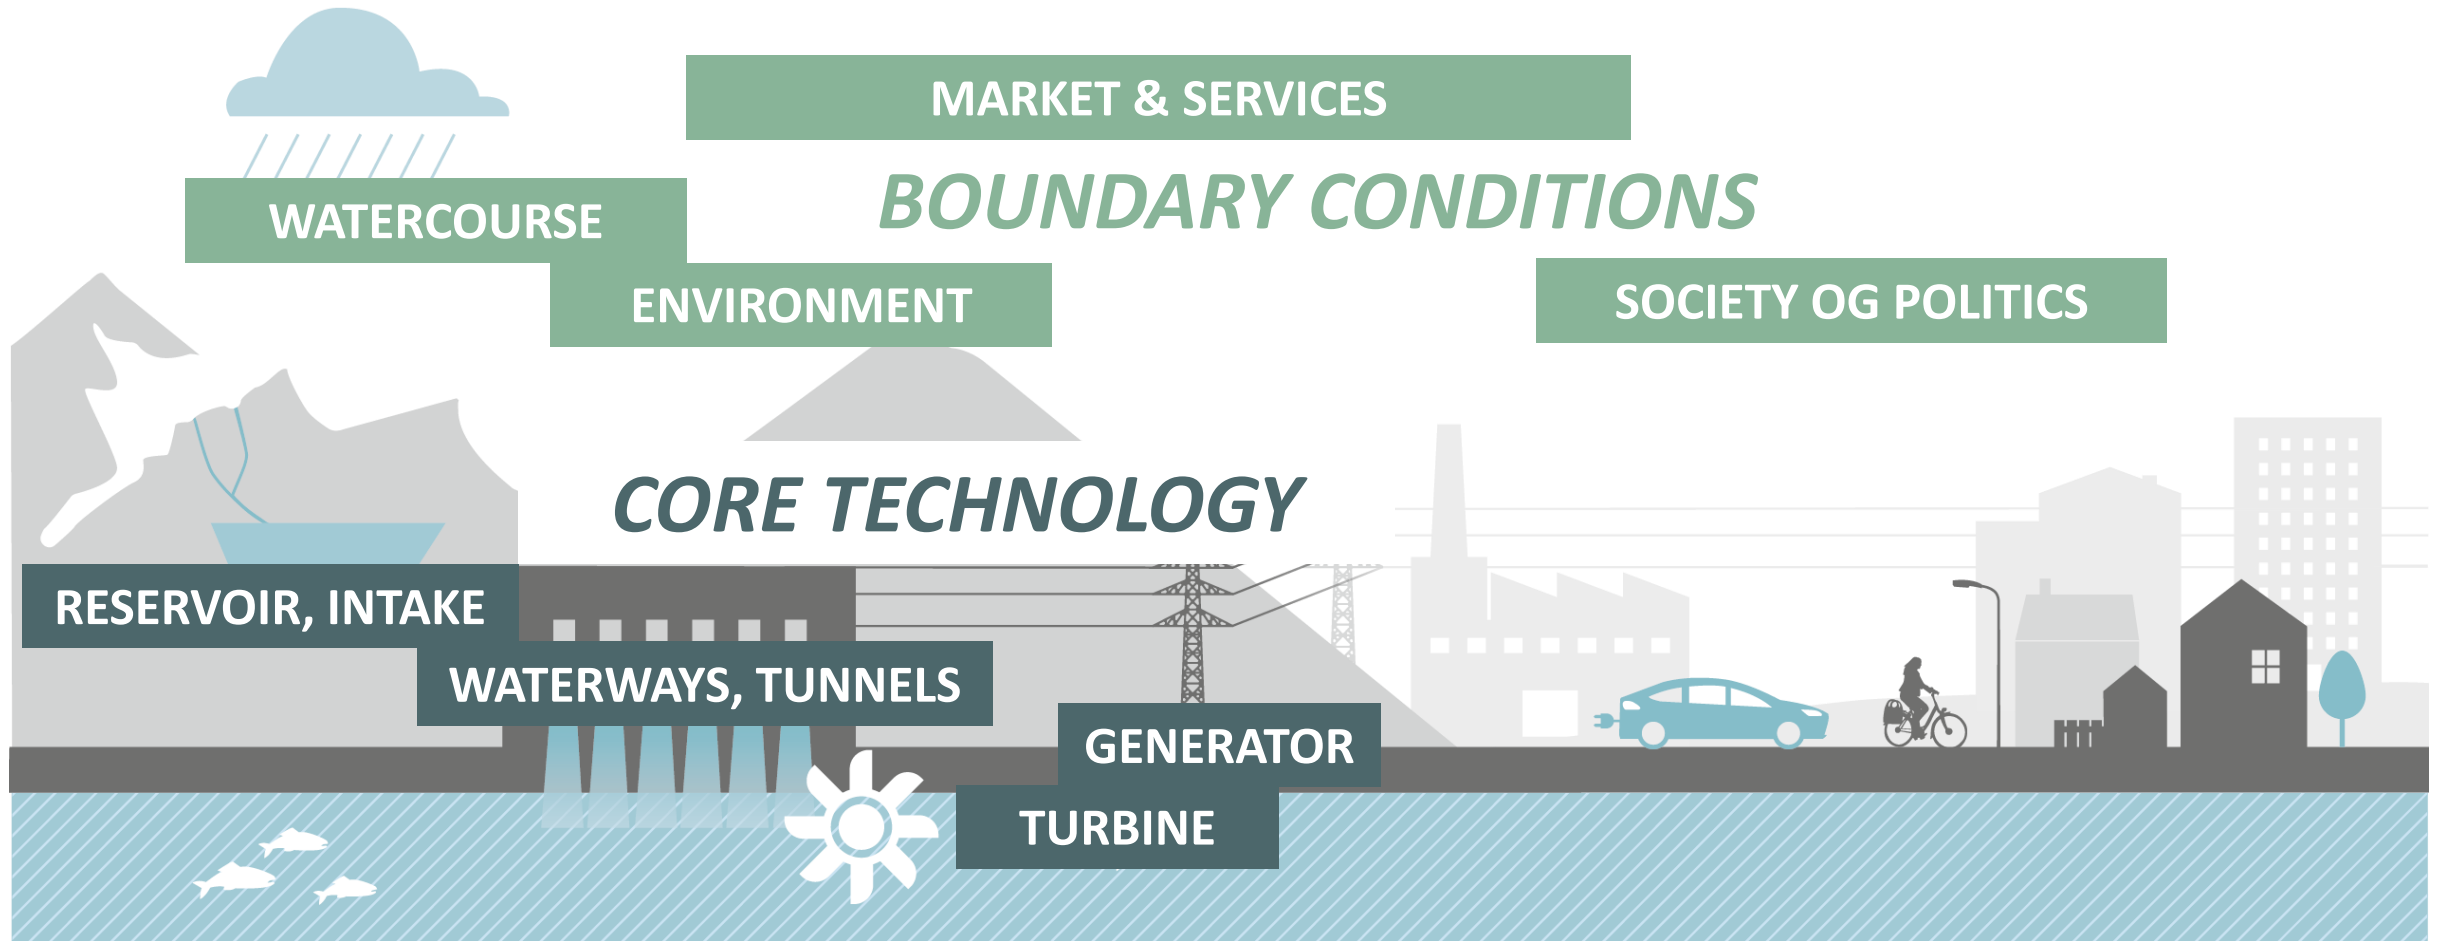 MARKET & SERVICES
BOUNDARY CONDITIONS
WATERCOURSE
ENVIRONMENT
SOCIETY OG POLITICS
CORE TECHNOLOGY
RESERVOIR, INTAKE
WATERWAYS, TUNNELS
GENERATOR
TURBINE